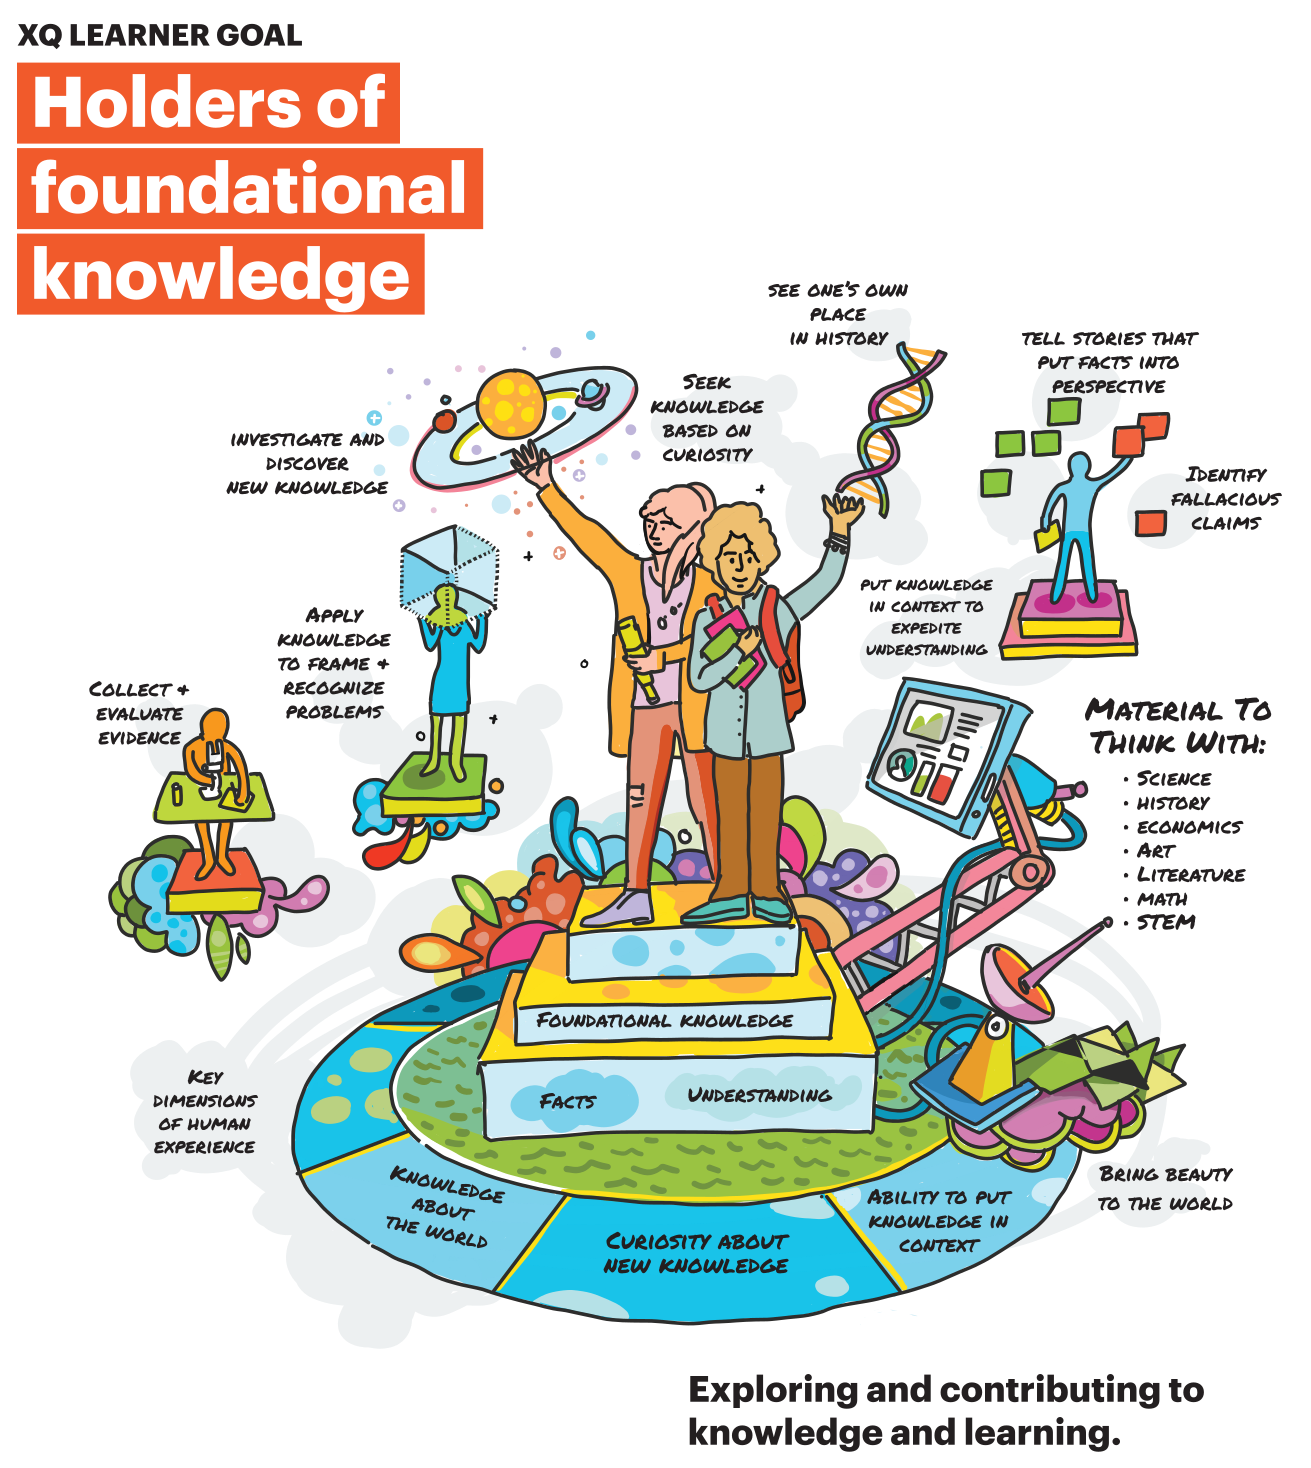 XQ LEARNER GOAL
Holders of
foundational
knowledge
SEE ONE'S OWN
PLACE
IN HISTORY
TELL STORIES THAT
PUT FACTS INTO
PERSPECTIVE
SEEK
KNOWLEDGE
BASED ON
CURIOSITY
INVESTIGATE AND
DISCOVER
NEW KNOWLEDGE
IDENTIFY
FALLACIOUS
CLAIMS
PUT KNOWLEDGE
IN CONTEXT TO
EXPEDITE
UNDERSTANDING
APPLY
KNOWLEDGE
TO FRAME +
RECOGNIZE
PROBLEMS
COLLECT +
EVALUATE
EVIDENCE
MATERIAL TO
THINK WITH:
• SCIENCE
• HISTORY
• ECONOMICS
• ART
• LITERATURE
• MATH
• STEM
FOUNDATIONAL KNOWLEDGE
FACTS
UNDERSTANDING
KEY
DIMENSIONS
OF HUMAN
EXPERIENCE
KNOWLEDGE
ABOUT
THE WORLD
CURIOSITY ABOUT
NEW KNOWLEDGE
ABILITY TO PUT
KNOWLEDGE IN
CONTEXT
BRING BEAUTY
TO THE WORLD
Exploring and contributing to
knowledge and learning.